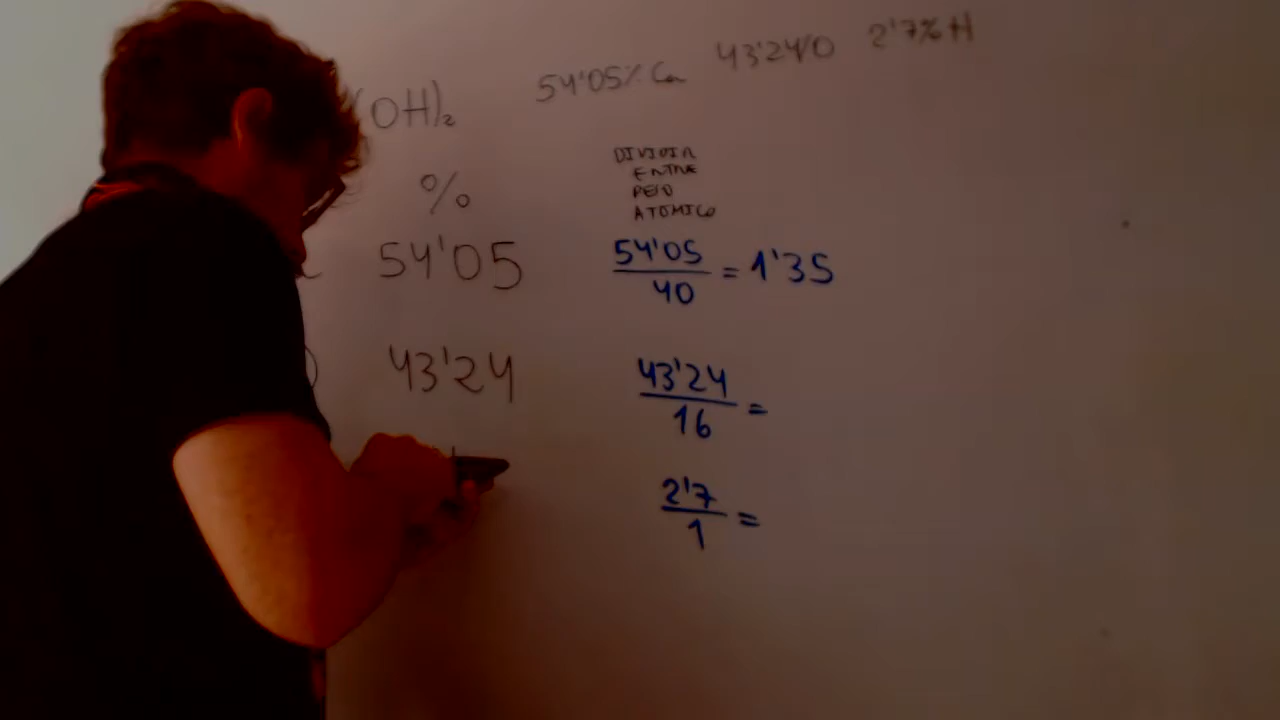 (OH)₂
54'05% Ca 43'24%O 2'7% H
%
DIVIDIR
ENTRE
PESO
ATOMICO
54'05
54'05/40 = 1'35
43'24
43'24/16 =
2'7/1 =